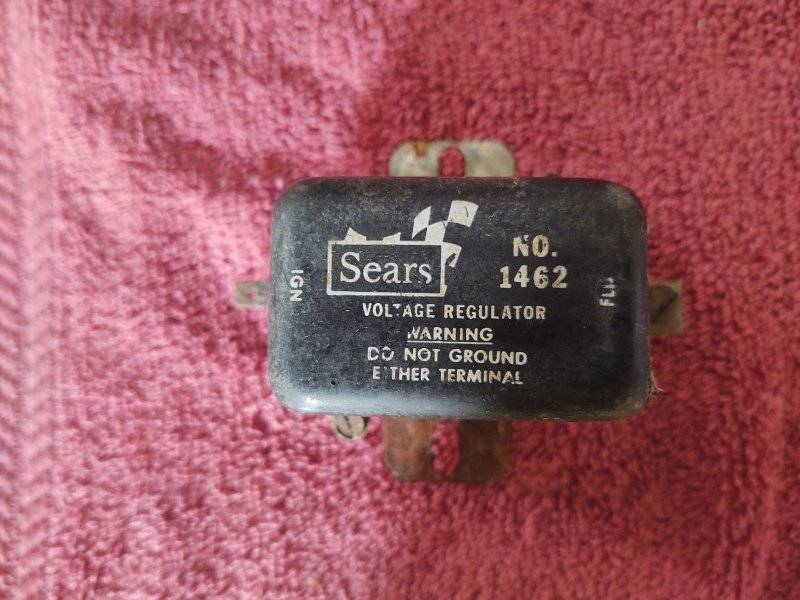 Sears
NO.
1462
IGN
FLD
VOLTAGE REGULATOR
WARNING
DO NOT GROUND
EITHER TERMINAL